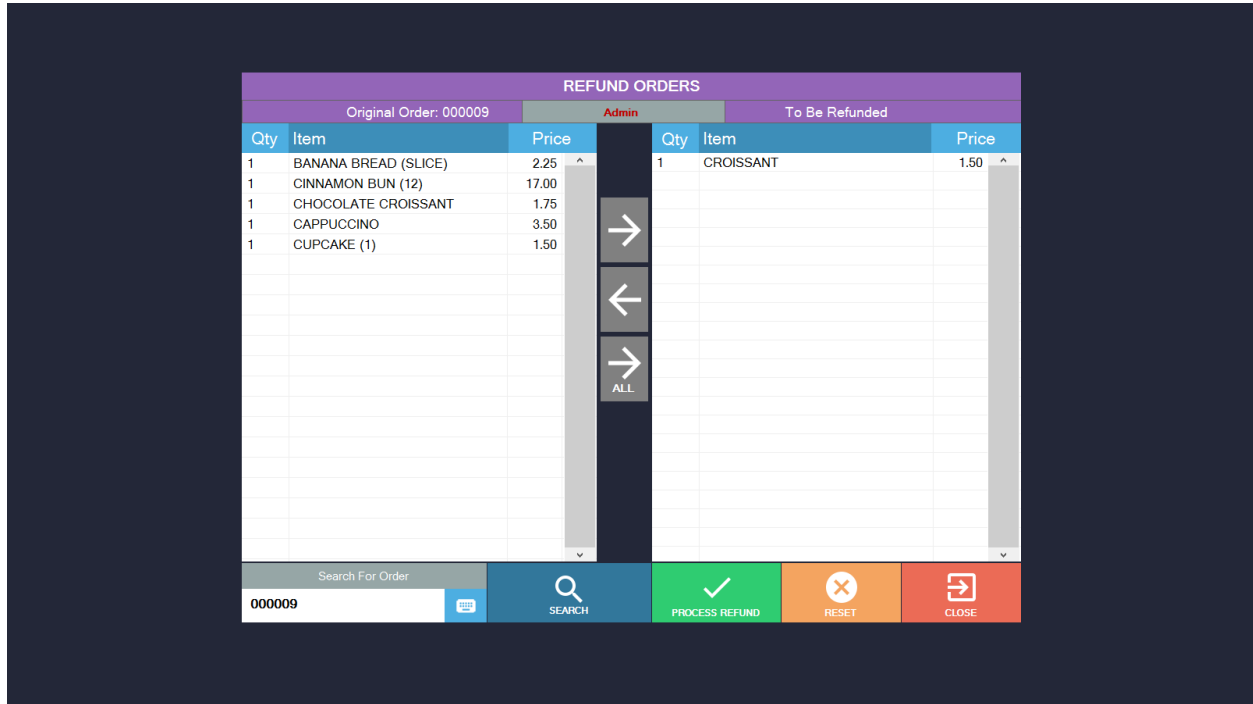 REFUND ORDERS
Original Order: 000009 Admin To Be Refunded
Qty Item Price Qty Item Price
1 BANANA BREAD (SLICE) 2.25 1 CROISSANT 1.50
1 CINNAMON BUN (12) 17.00
1 CHOCOLATE CROISSANT 1.75
1 CAPPUCCINO 3.50
1 CUPCAKE (1) 1.50
ALL
Search For Order
000009 SEARCH PROCESS REFUND RESET CLOSE